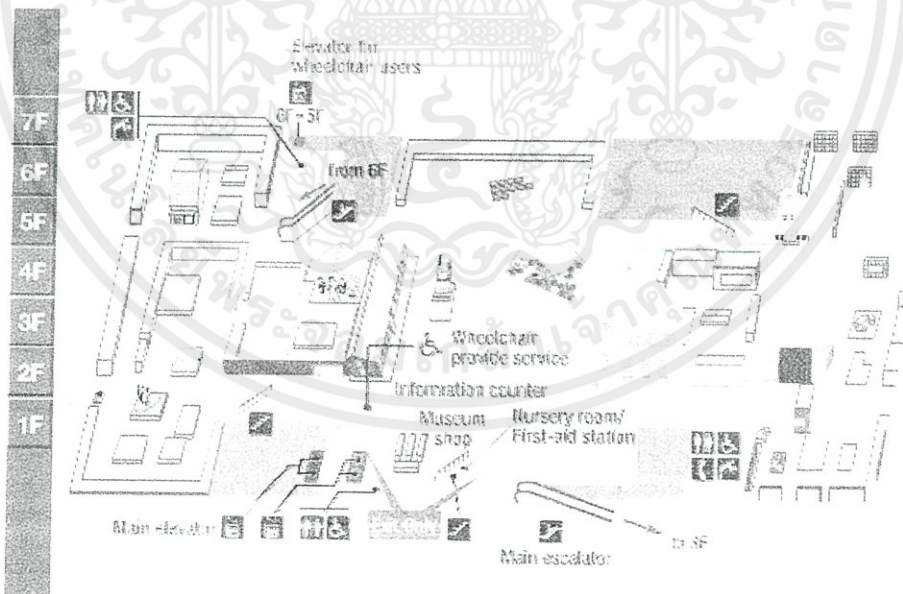 Elevator for
wheelchair users
7F
6F
5F
4F
3F
2F
1F
from 6F
Wheelchair
provide service
Information counter
Museum
shop
Nursery room/
First-aid station
Main elevator
Main escalator
to 3F